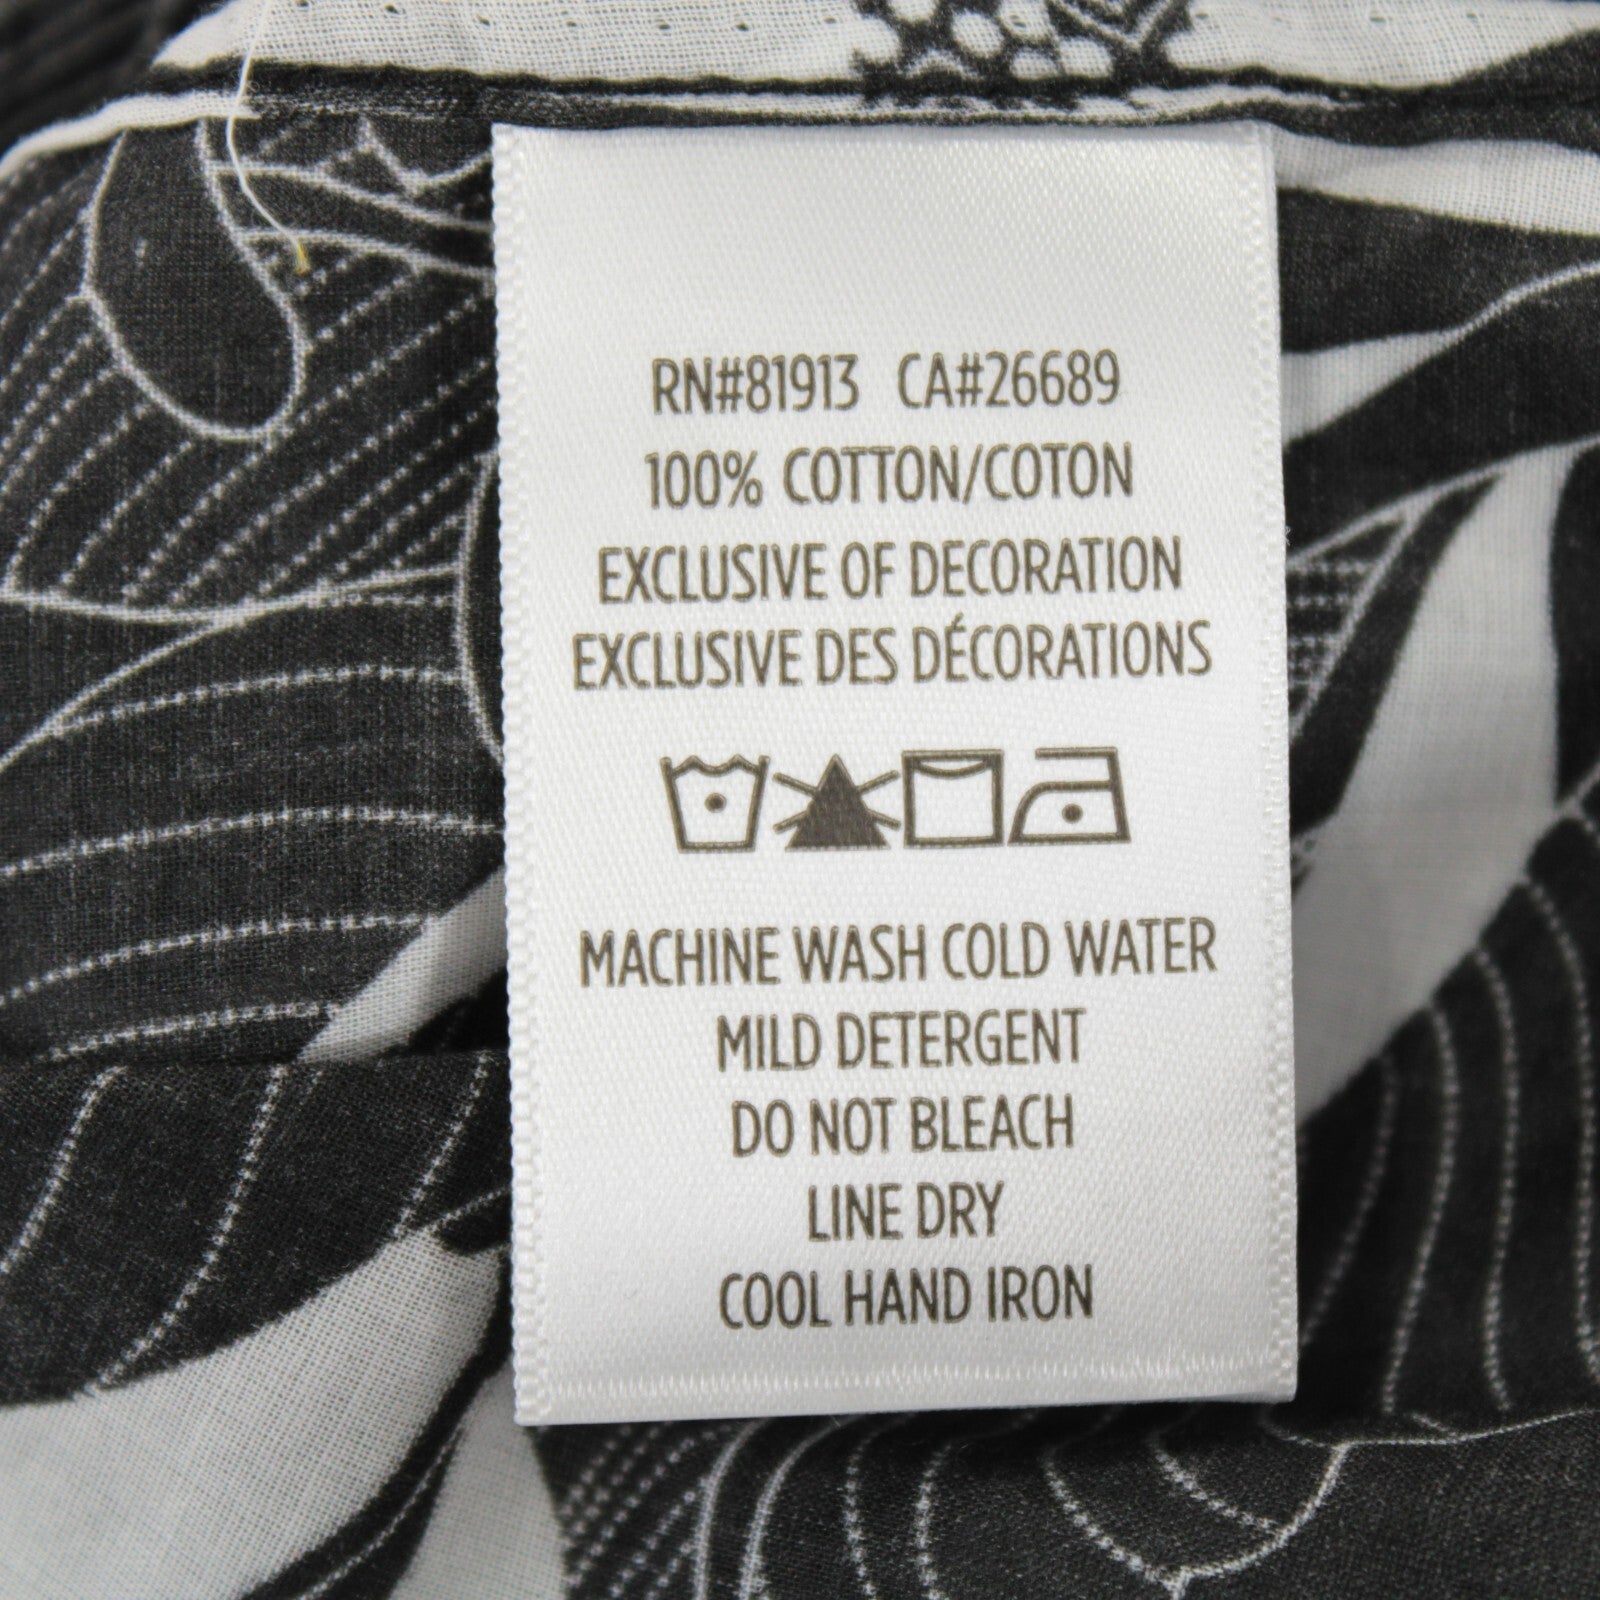 RN#81913 CA#26689
100% COTTON/COTON
EXCLUSIVE OF DECORATION
EXCLUSIVE DES DÉCORATIONS
MACHINE WASH COLD WATER
MILD DETERGENT
DO NOT BLEACH
LINE DRY
COOL HAND IRON